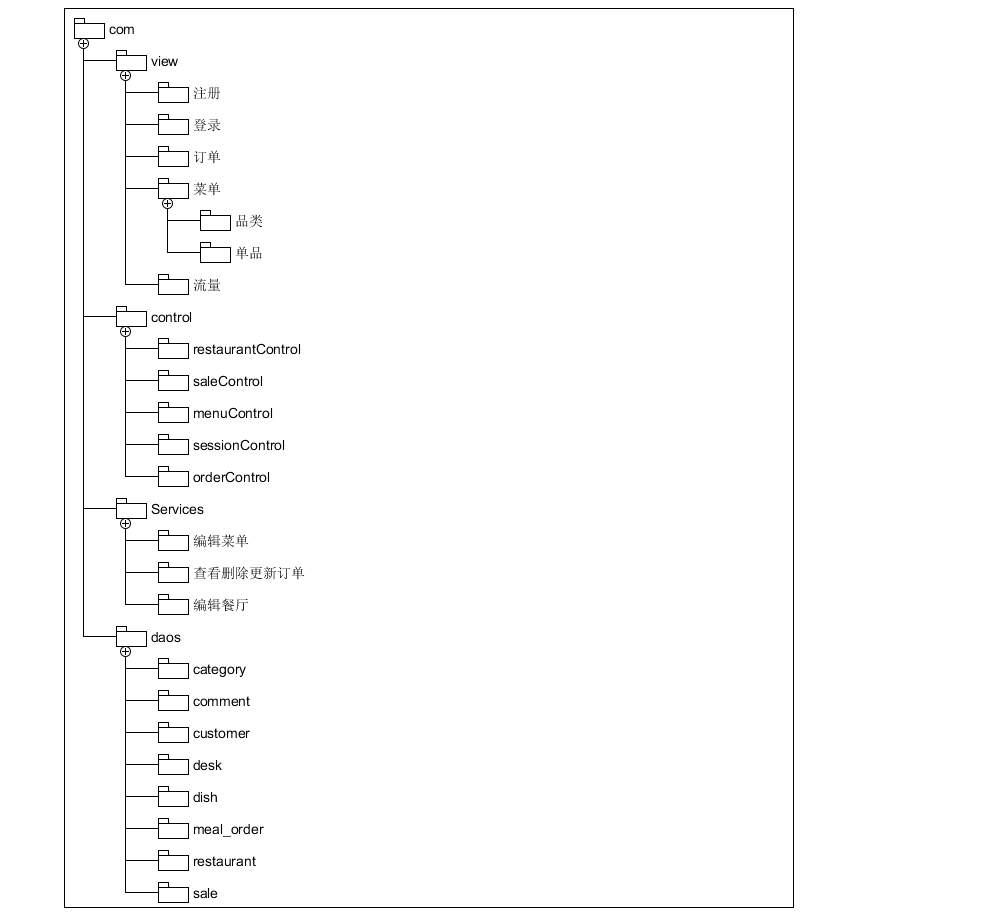 com
view
注册
登录
订单
菜单
品类
单品
流量
control
restaurantControl
saleControl
menuControl
sessionControl
orderControl
Services
编辑菜单
查看删除更新订单
编辑餐厅
daos
category
comment
customer
desk
dish
meal_order
restaurant
sale